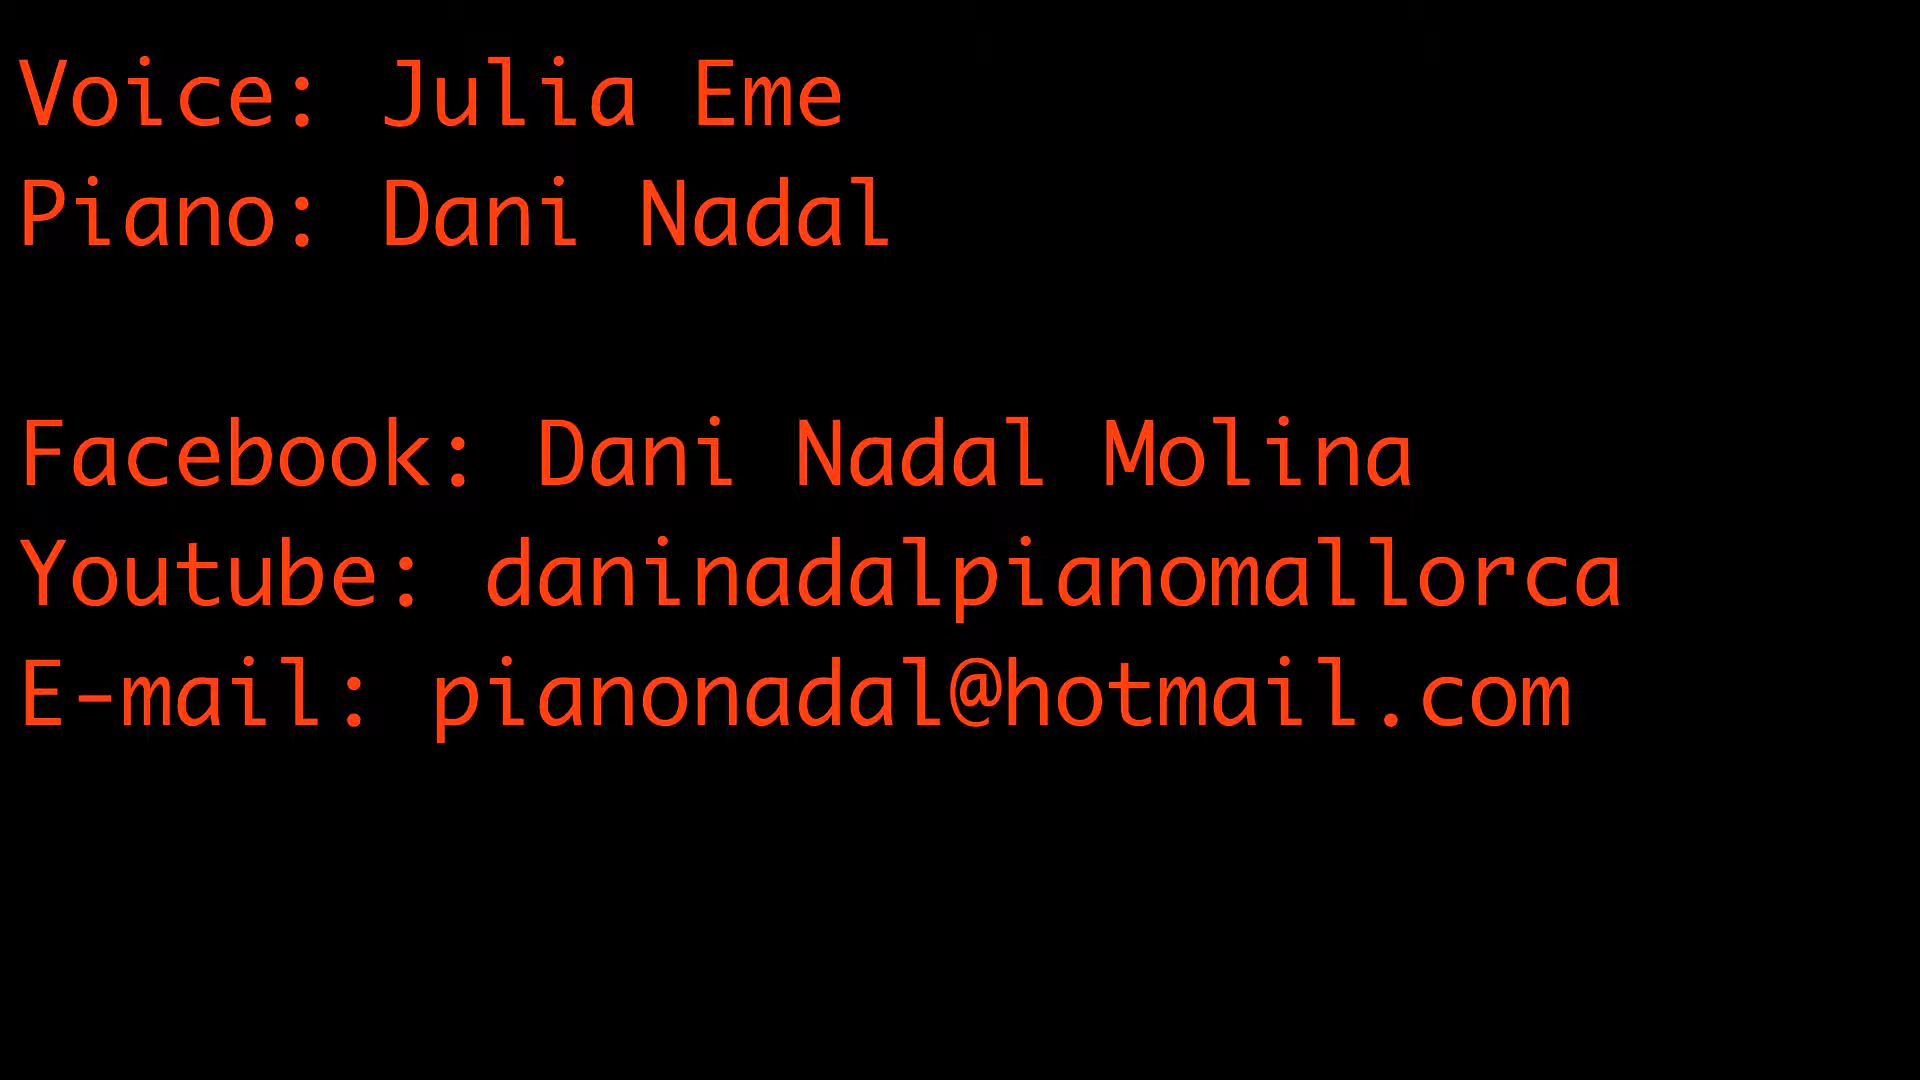 Voice: Julia Eme
Piano: Dani Nadal
Facebook: Dani Nadal Molina
Youtube: daninadalpianomallorca
E-mail: pianonadal@hotmail.com